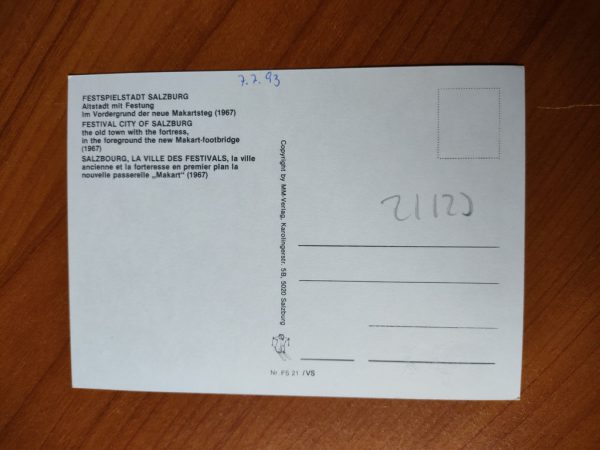 7.7.93
FESTSPIELSTADT SALZBURG
Altstadt mit Festung
im Vordergrund der neue Makartsteg (1967)
FESTIVAL CITY OF SALZBURG
the old town with the fortress,
in the foreground the new Makart-footbridge
(1967)
SALZBOURG, LA VILLE DES FESTIVALS, la ville
ancienne et la forteresse en premier plan la
nouvelle passerelle „Makart" (1967)
Copyright by MM-Verlag, Karolingerstr. 5B, 5020 Salzburg
Nr. FS 21 /VS